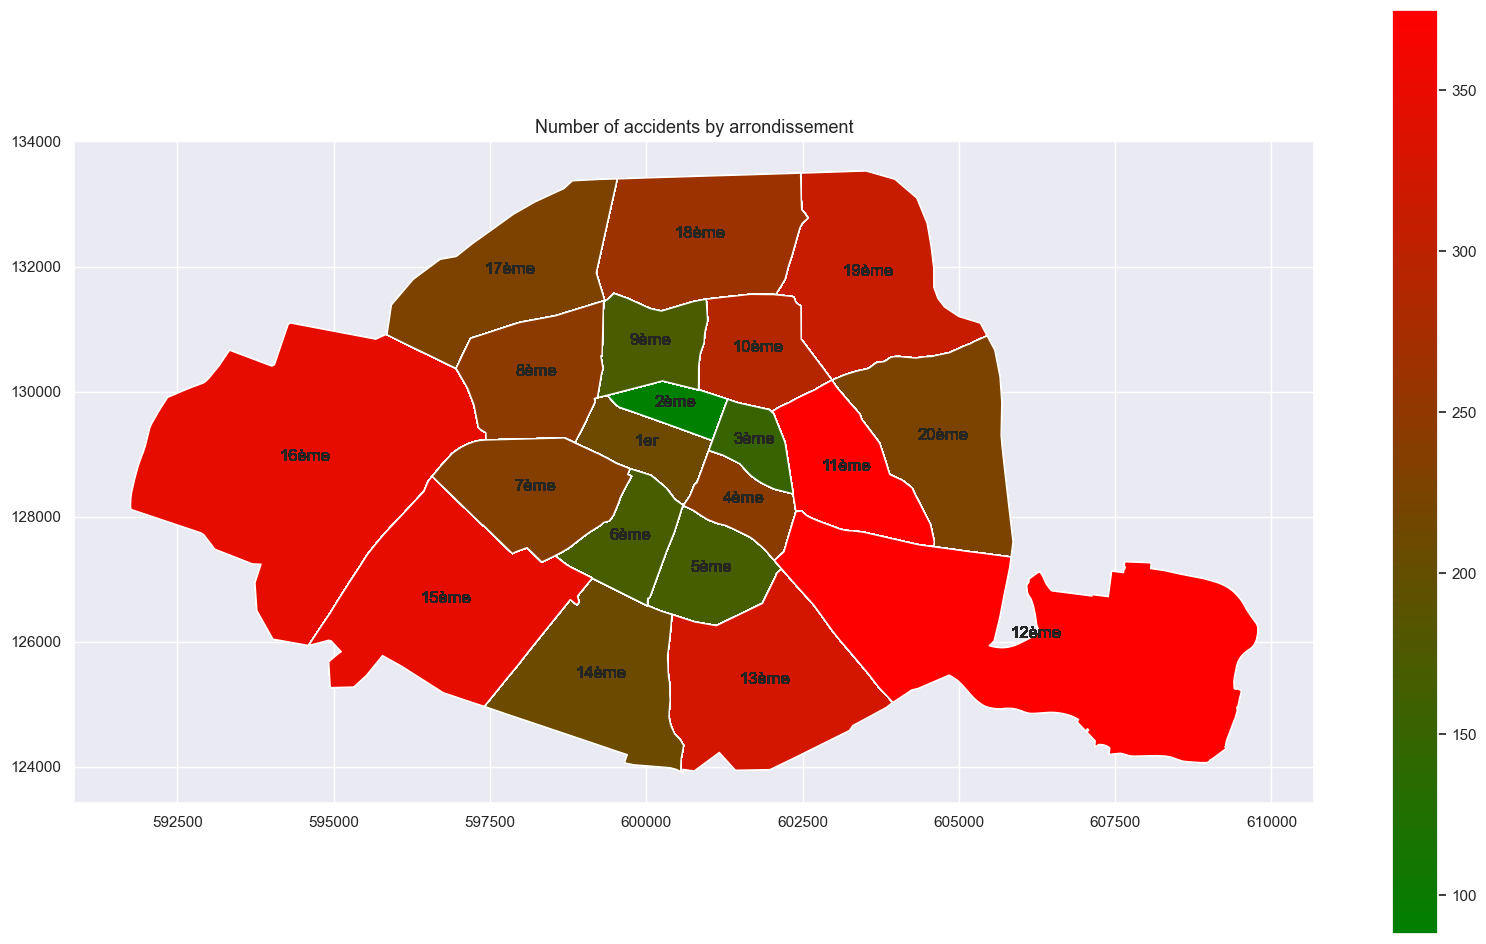 Number of accidents by arrondissement
134000
132000
130000
128000
126000
124000
592500
595000
597500
600000
602500
605000
607500
610000
18ème
17ème
19ème
9ème
10ème
8ème
2ème
1er
3ème
20ème
16ème
11ème
7ème
4ème
6ème
5ème
15ème
12ème
14ème
13ème
350
300
250
200
150
100